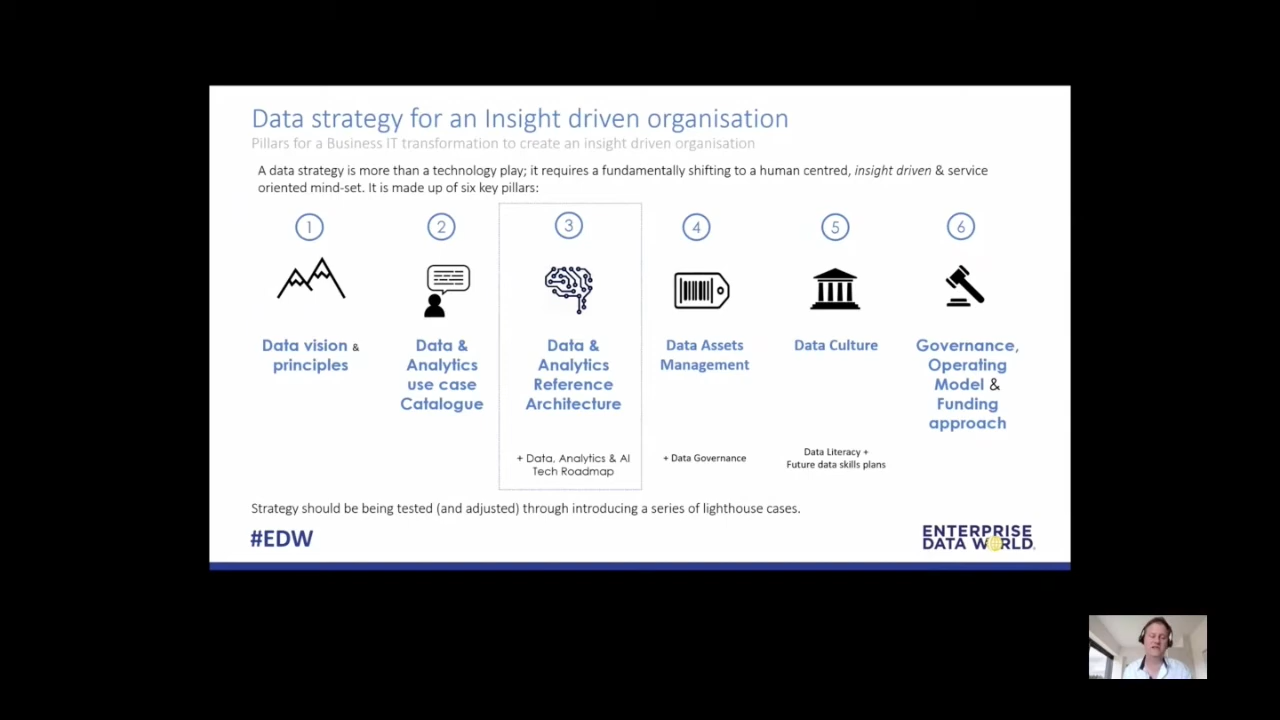 Data strategy for an Insight driven organisation
Pillars for a Business IT transformation to create an insight driven organisation
A data strategy is more than a technology play; it requires a fundamentally shifting to a human centred, insight driven & service
oriented mind-set. It is made up of six key pillars:
1
2
3
4
5
6
Data vision &
principles
Data &
Analytics
use case
Catalogue
Data &
Analytics
Reference
Architecture
+ Data, Analytics & AI
Tech Roadmap
Data Assets
Management
+ Data Governance
Data Culture
Data Literacy +
Future data skills plans
Governance,
Operating
Model &
Funding
approach
Strategy should be being tested (and adjusted) through introducing a series of lighthouse cases.
#EDW
ENTERPRISE
DATA WORLD.